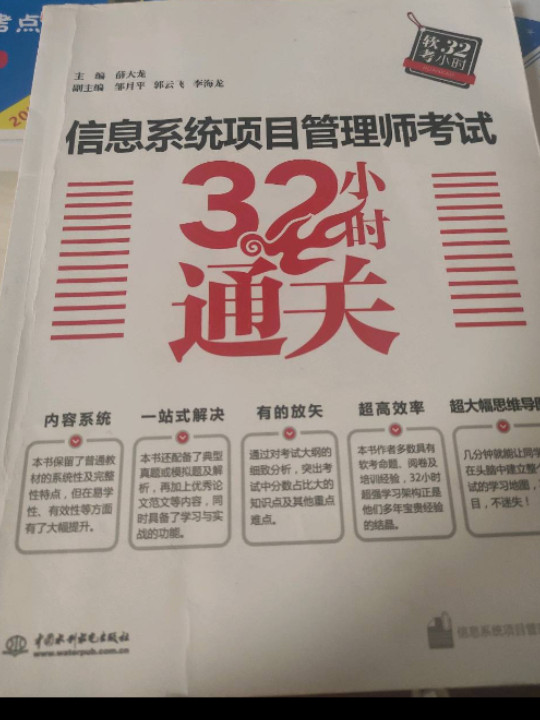 考点
软考
32小时
主 编 薛大龙
副主编 邹月平 郭云飞 李海龙
信息系统项目管理师考试
32小时
通关
内容系统
本书保留了普通教
材的系统性及完整
性特点，但在易学
性、有效性等方面
有了大幅提升。
一站式解决
本书还配备了典型
真题或模拟题及解
析，再加上优秀论
文范文等内容，同
时具备了学习与实
战的功能。
有的放矢
通过对考试大纲的
细致分析，突出考
试中分数占比大的
知识点及其他重点
难点。
超高效率
本书作者多数具有
软考命题、阅卷及
培训经验，32小时
超强学习架构正是
他们多年宝贵经验
的结晶。
超大幅思维导图
几分钟就能让同学
在头脑中建立整个
试的学习地图，
目，不迷失！
中国水利水电出版社
www.waterpub.com.cn
信息系统项目管理